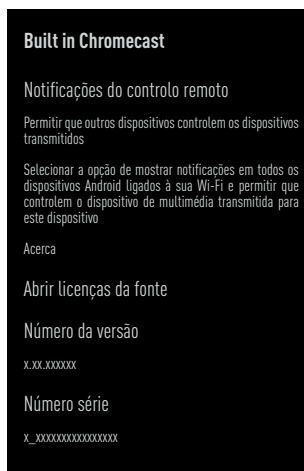 Built in Chromecast
Notificações do controlo remoto
Permitir que outros dispositivos controlem os dispositivos
transmitidos
Selecionar a opção de mostrar notificações em todos os
dispositivos Android ligados à sua Wi-Fi e permitir que
controlem o dispositivo de multimédia transmitida para
este dispositivo
Acerca
Abrir licenças da fonte
Número da versão
x.xx.xxxxxx
Número série
x_xxxxxxxxxxxxxxx